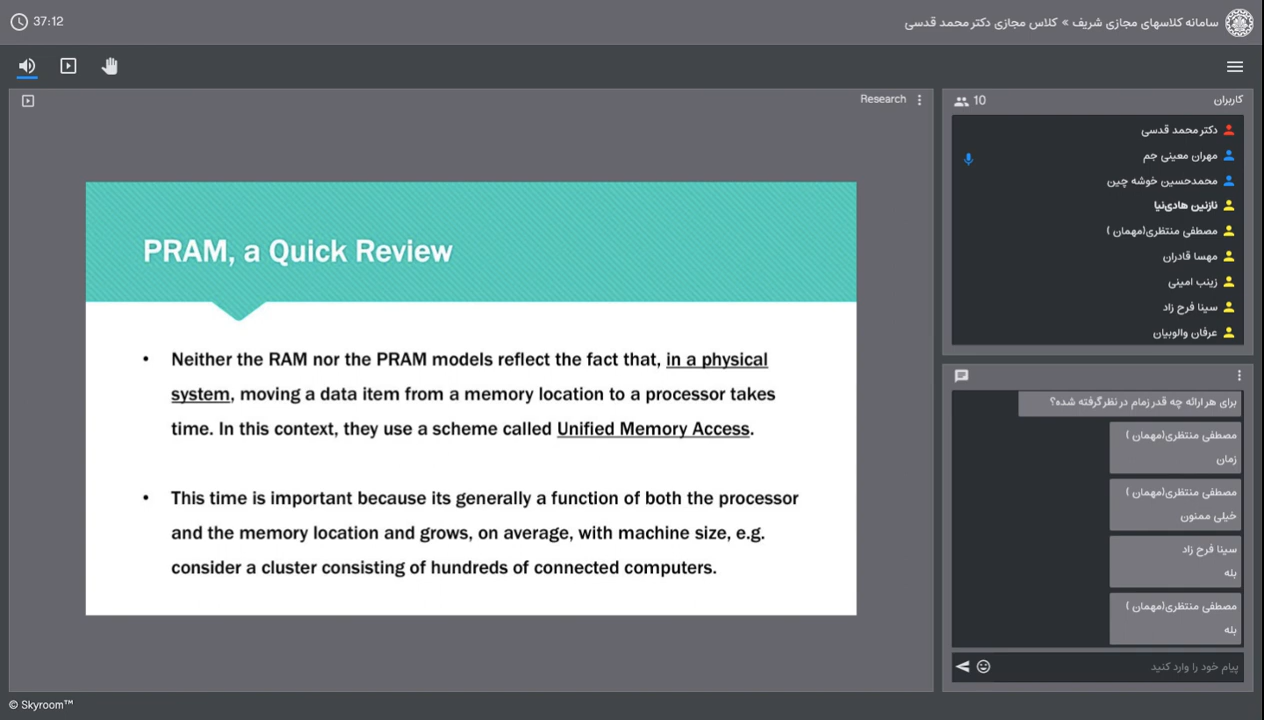 37:12
سامانه کلاسهای مجازی شریف » کلاس مجازی دکتر محمد قدسی
Research
PRAM, a Quick Review
• Neither the RAM nor the PRAM models reflect the fact that, in a physical
system, moving a data item from a memory location to a processor takes
time. In this context, they use a scheme called Unified Memory Access.
• This time is important because its generally a function of both the processor
and the memory location and grows, on average, with machine size, e.g.
consider a cluster consisting of hundreds of connected computers.
کاربران
10
دکتر محمد قدسی
مهران معینی جم
محمدحسین خوشه چین
نازنین هادی‌نیا
مصطفی منتظری(مهمان )
مهسا قادران
زینب امینی
سینا فرح زاد
عرفان والوبیان
برای هر ارائه چه قدر زمام در نظر گرفته شده؟
مصطفی منتظری(مهمان )
زمان
مصطفی منتظری(مهمان )
خیلی ممنون
سینا فرح زاد
بله
مصطفی منتظری(مهمان )
بله
پیام خود را وارد کنید
© Skyroom™